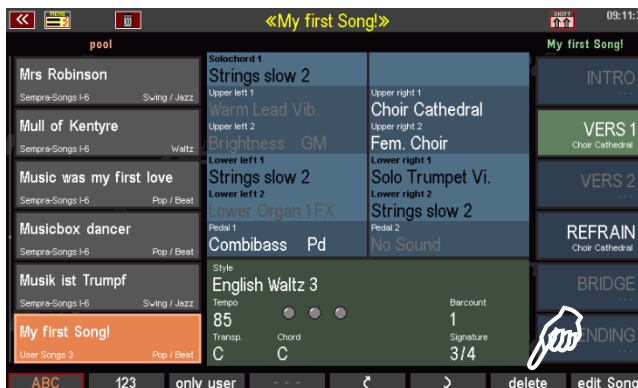 MENU
«My first Song!»
SHIFT
09:11:
pool
My first Song!
Mrs Robinson
Sempra-Songs I-6 Swing / Jazz
Mull of Kentyre
Sempra-Songs I-6 Waltz
Music was my first love
Sempra-Songs I-6 Pop / Beat
Musicbox dancer
Sempra-Songs I-6 Pop / Beat
Musik ist Trumpf
Sempra-Songs I-6 Swing / Jazz
My first Song!
User Songs 3 Pop / Beat
Solochord 1
Strings slow 2
Upper left 1
Warm Lead Vib.
Upper right 1
Choir Cathedral
Upper left 2
Brightness GM
Upper right 2
Fem. Choir
Lower left 1
Strings slow 2
Lower right 1
Solo Trumpet Vi.
Lower left 2
Lower Organ 1 FX
Lower right 2
Strings slow 2
Pedal 1
Combibass Pd
Pedal 2
No Sound
Style
English Waltz 3
Tempo
85
Barcount
1
Transp.
C
Chord
C
Signature
3/4
INTRO
- - -
VERS 1
Choir Cathedral
VERS 2
- - -
REFRAIN
Choir Cathedral
BRIDGE
- - -
ENDING
- - -
ABC 123 only user - - - delete edit Song